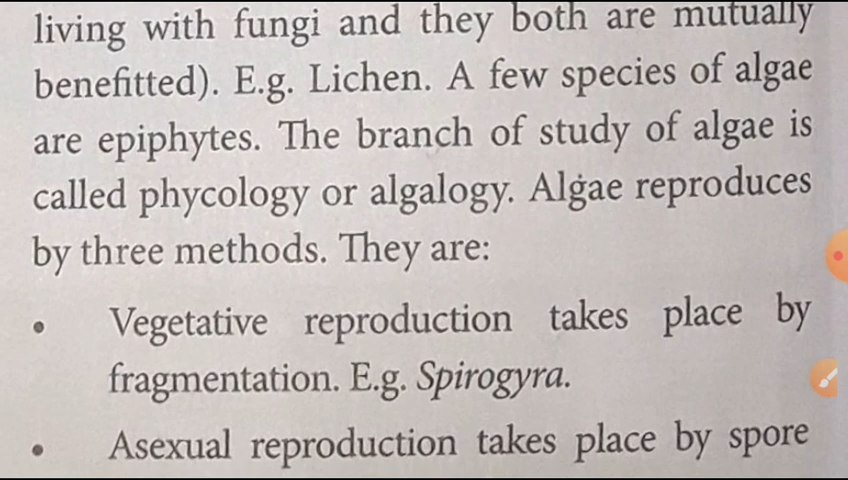 living with fungi and they both are mutually
benefitted). E.g. Lichen. A few species of algae
are epiphytes. The branch of study of algae is
called phycology or algalogy. Algae reproduces
by three methods. They are:
• Vegetative reproduction takes place by
fragmentation. E.g. Spirogyra.
• Asexual reproduction takes place by spore